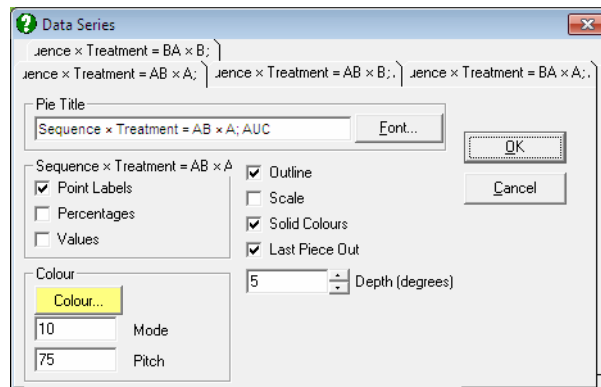 Data Series
uence × Treatment = BA × B;
uence × Treatment = AB × A;
uence × Treatment = AB × B;.
uence × Treatment = BA × A;.
Pie Title
Sequence × Treatment = AB × A; AUC
Font...
OK
Sequence × Treatment = AB × A
Outline
Point Labels
Scale
Cancel
Percentages
Solid Colours
Values
Last Piece Out
Colour
5
Depth (degrees)
Colour...
10
Mode
75
Pitch